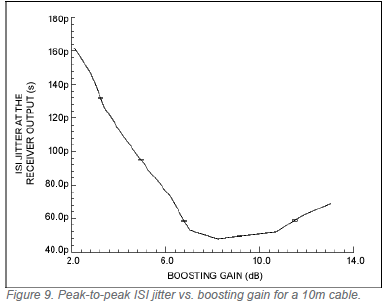 180p
160p
140p
120p
100p
80.0p
60.0p
40.0p
ISI JITTER AT THE
RECEIVER OUTPUT (s)
2.0 6.0 10.0 14.0
BOOSTING GAIN (dB)
Figure 9. Peak-to-peak ISI jitter vs. boosting gain for a 10m cable.